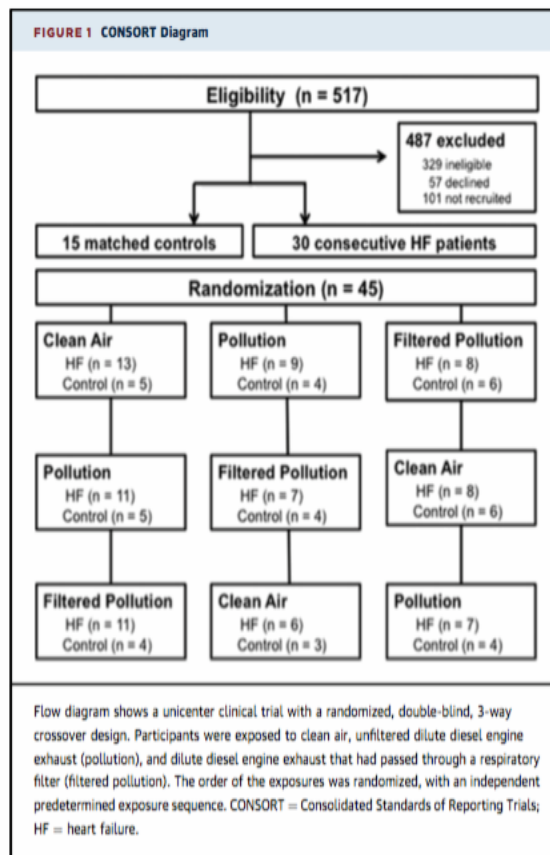 FIGURE 1 CONSORT Diagram
Eligibility (n = 517)
487 excluded
329 ineligible
57 declined
101 not recruited
15 matched controls
30 consecutive HF patients
Randomization (n = 45)
Clean Air
HF (n = 13)
Control (n = 5)
Pollution
HF (n = 9)
Control (n = 4)
Filtered Pollution
HF (n = 8)
Control (n = 6)
Pollution
HF (n = 11)
Control (n = 5)
Filtered Pollution
HF (n = 7)
Control (n = 4)
Clean Air
HF (n = 8)
Control (n = 6)
Filtered Pollution
HF (n = 11)
Control (n = 4)
Clean Air
HF (n = 6)
Control (n = 3)
Pollution
HF (n = 7)
Control (n = 4)
Flow diagram shows a unicenter clinical trial with a randomized, double-blind, 3-way
crossover design. Participants were exposed to clean air, unfiltered dilute diesel engine
exhaust (pollution), and dilute diesel engine exhaust that had passed through a respiratory
filter (filtered pollution). The order of the exposures was randomized, with an independent
predetermined exposure sequence. CONSORT = Consolidated Standards of Reporting Trials;
HF = heart failure.